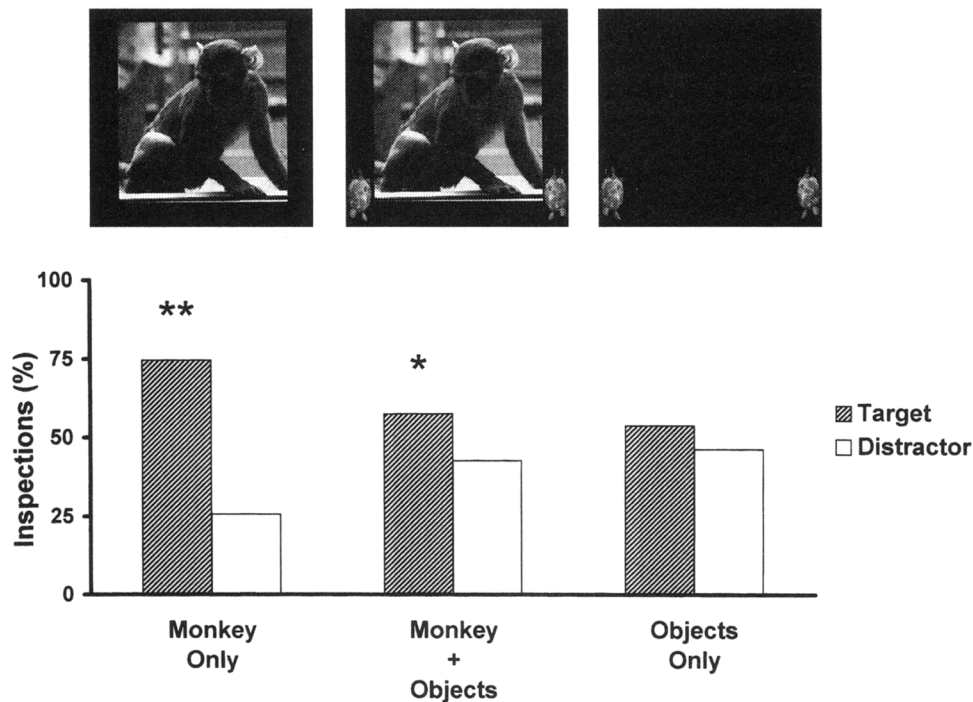 100
**
75
*
50
25
0
Inspections (%)
Target
Distractor
Monkey
Only
Monkey
+
Objects
Objects
Only